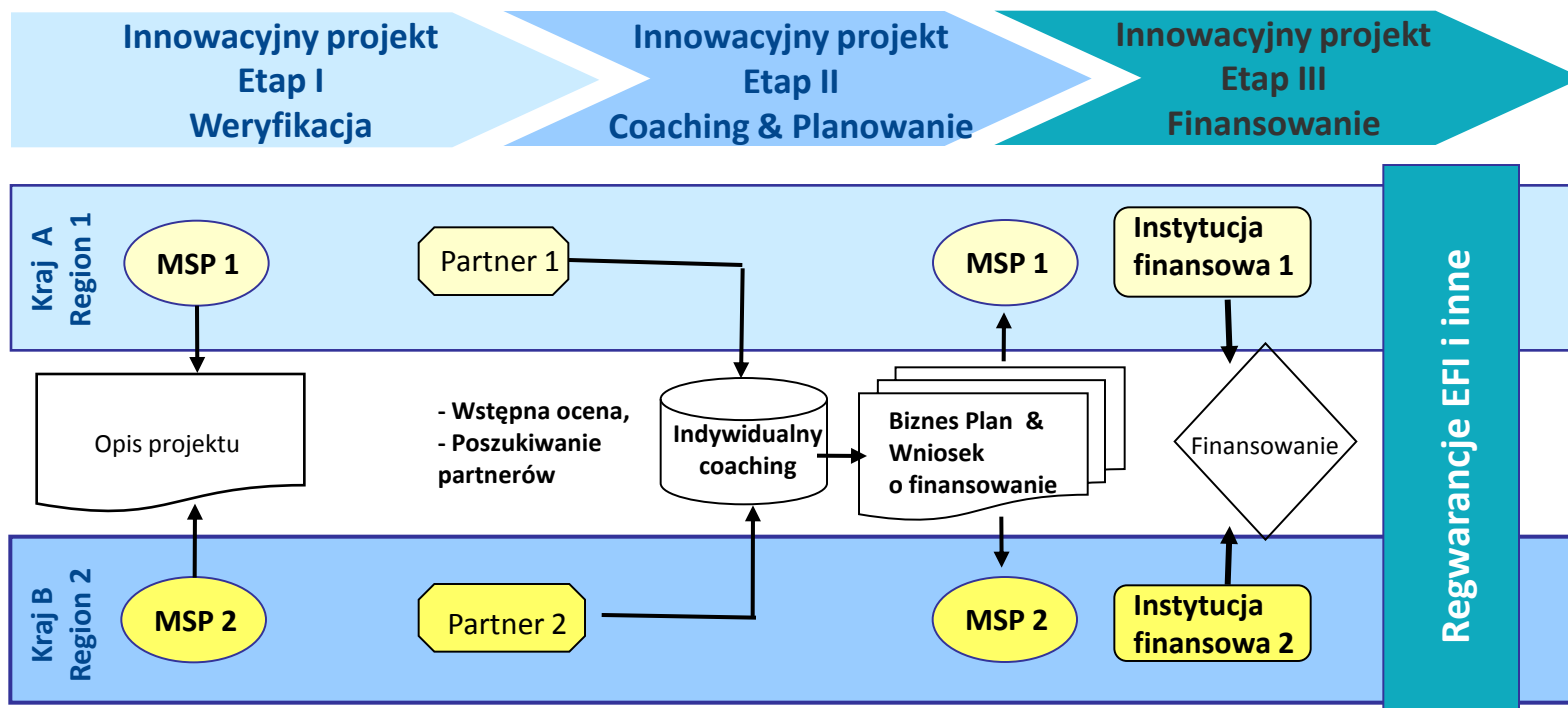 Innowacyjny projekt
Etap I
Weryfikacja
Innowacyjny projekt
Etap II
Coaching & Planowanie
Innowacyjny projekt
Etap III
Finansowanie
Kraj A
Region 1
MSP 1
Partner 1
MSP 1
Instytucja
finansowa 1
Opis projektu
- Wstępna ocena,
- Poszukiwanie
partnerów
Indywidualny
coaching
Biznes Plan &
Wniosek
o finansowanie
Finansowanie
Kraj B
Region 2
MSP 2
Partner 2
MSP 2
Instytucja
finansowa 2
Regwarancje EFI i inne